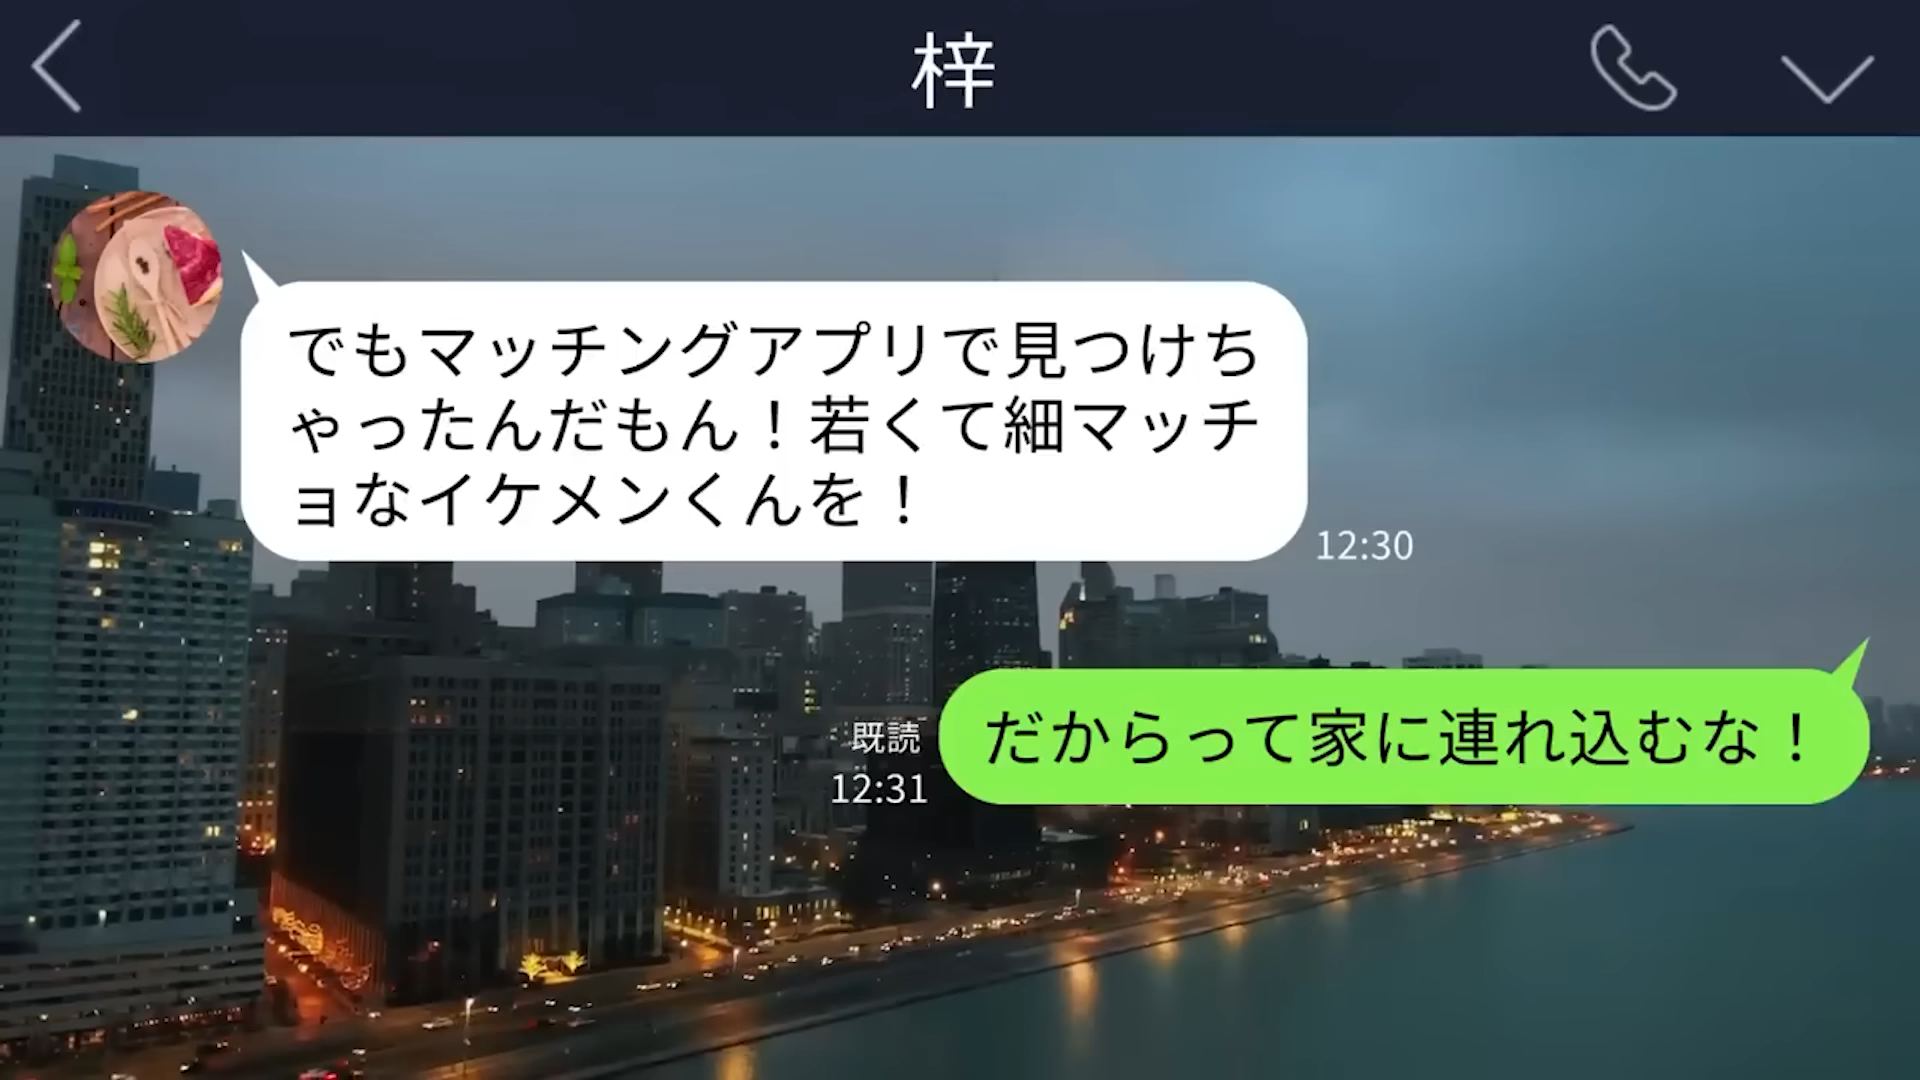 梓
でもマッチングアプリで見つけち
ゃったんだもん！若くて細マッチ
ョなイケメンくんを！
12:30
既読
12:31
だからって家に連れ込むな！